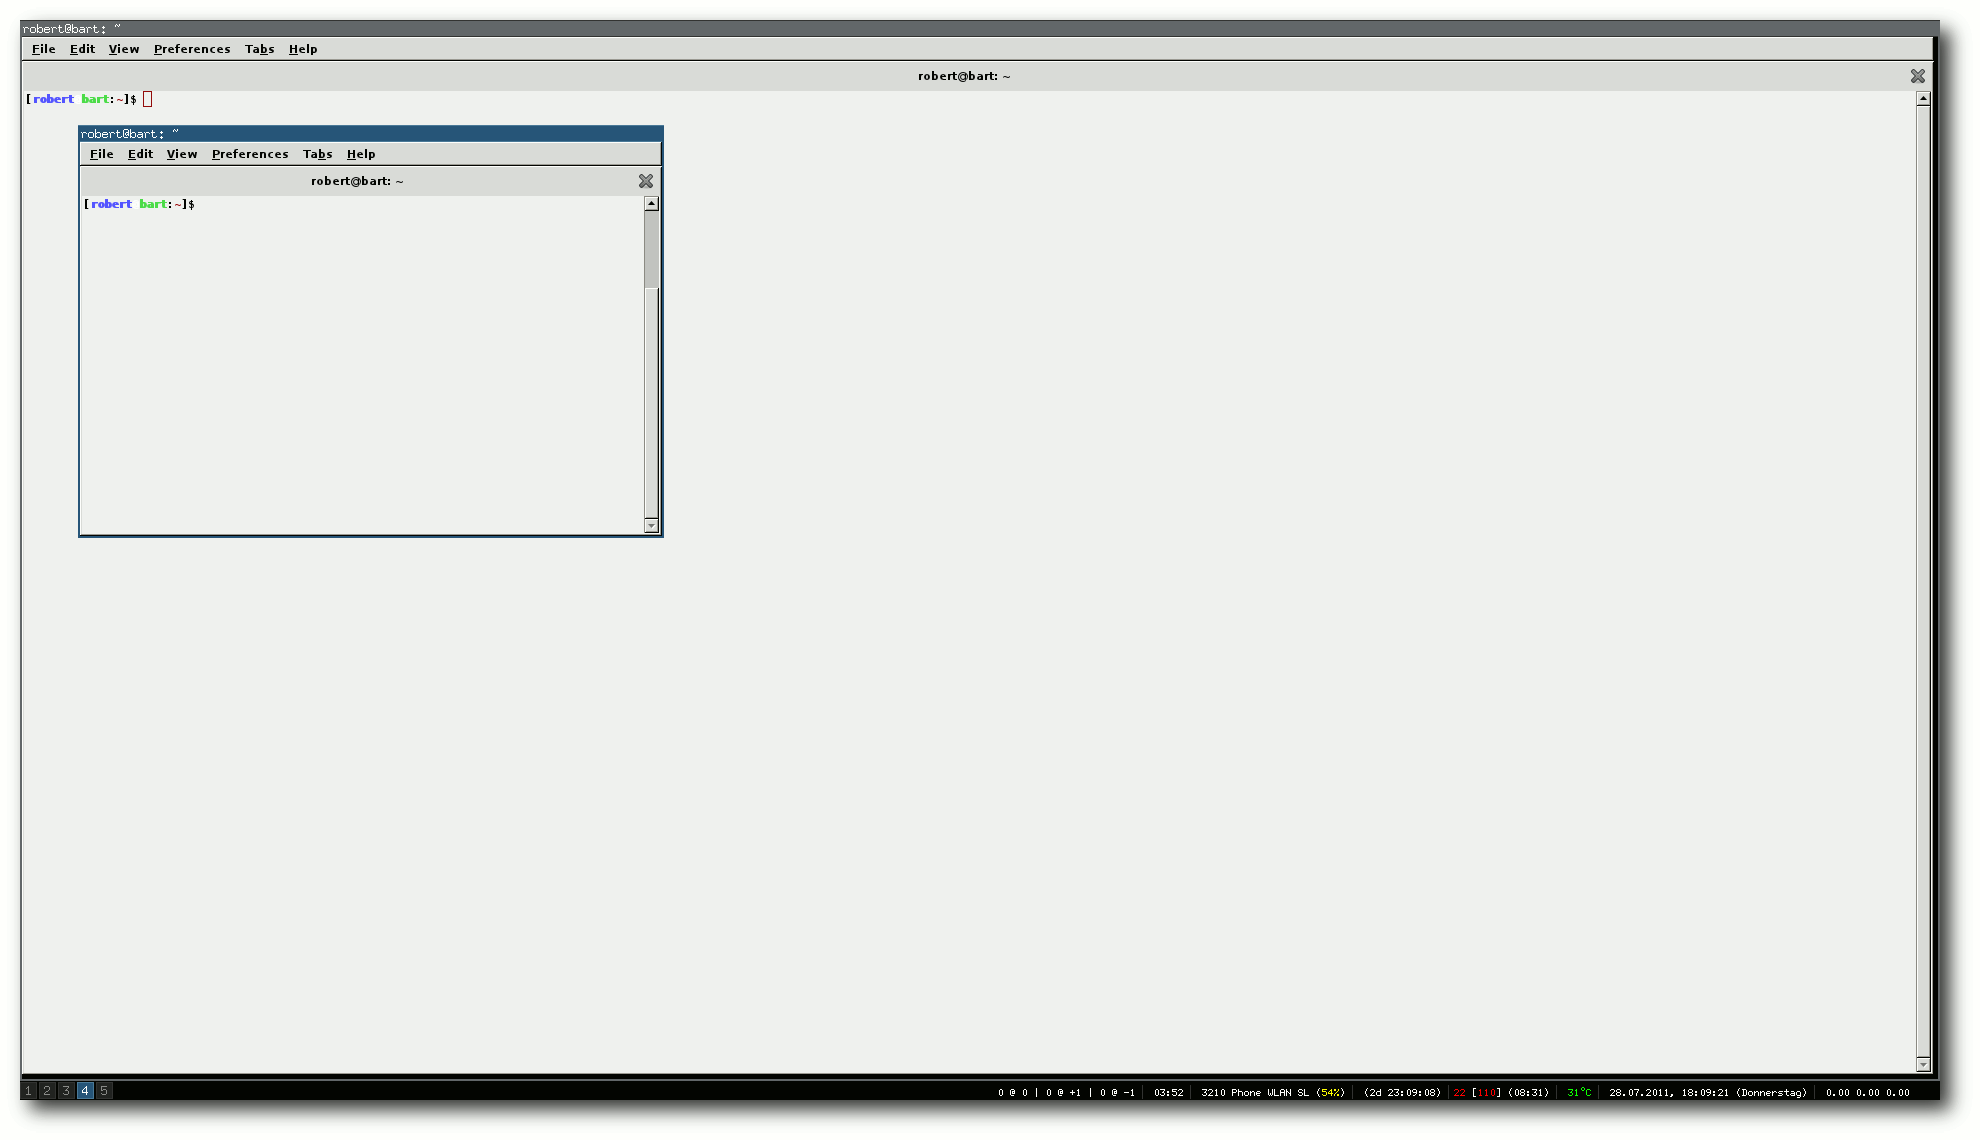 robert@bart: ~
File Edit View Preferences Tabs Help
robert@bart: ~
[robert bart:~]$
robert@bart: ~
File Edit View Preferences Tabs Help
robert@bart: ~
[robert bart:~]$
1 2 3 4 5 0 @ 0 | 0 @ +1 | 0 @ -1 | 03:52 | 3210 Phone WLAN SL (54%) | (2d 23:09:08) | 22 [110] (08:31) | 31°C | 28.07.2011, 18:09:21 (Donnerstag) | 0.00 0.00 0.00